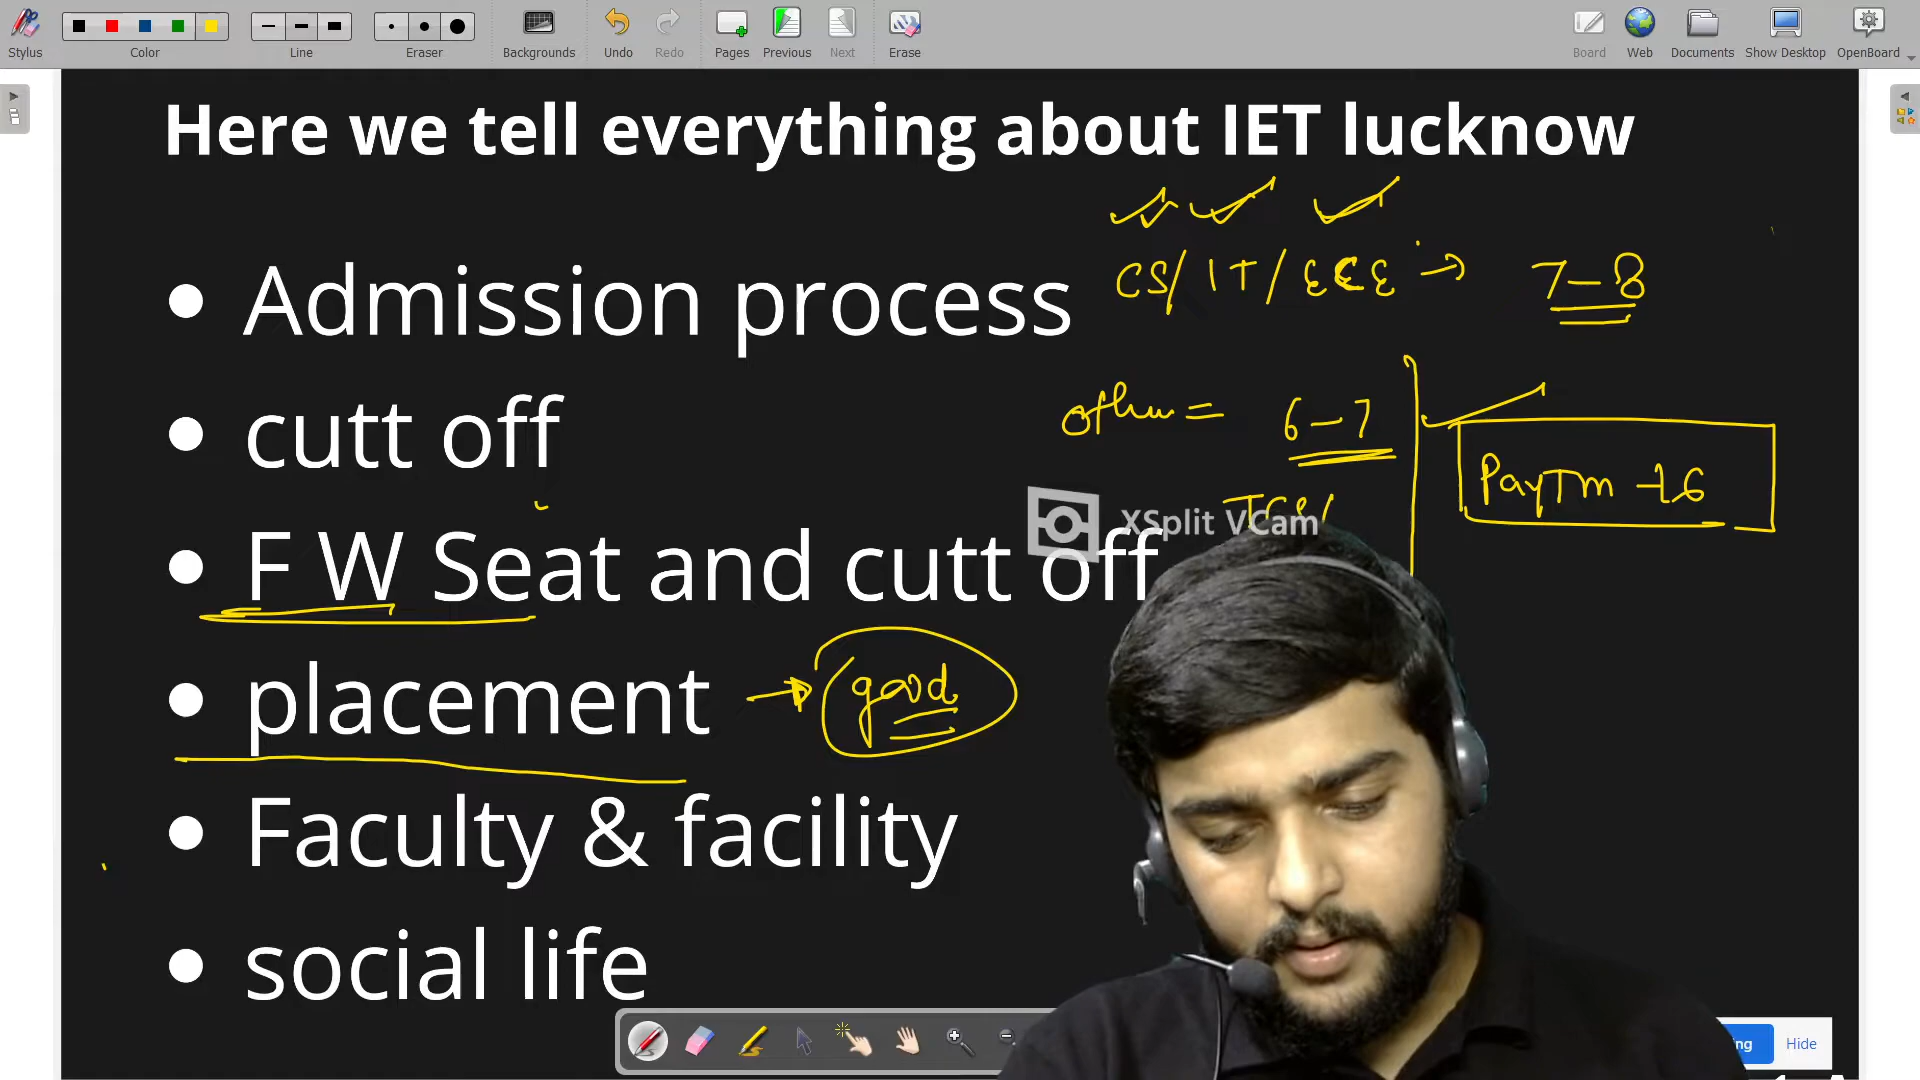 Stylus Color Line Eraser Backgrounds Undo Redo Pages Previous Next Erase Board Web Documents Show Desktop OpenBoard
Here we tell everything about IET lucknow
• Admission process
CS/ IT/ ECE → 7-8
• cutt off
other = 6-7
PayTm -16
XSplit VCam
• F W Seat and cutt off
• placement → good
• Faculty & facility
• social life
Hide